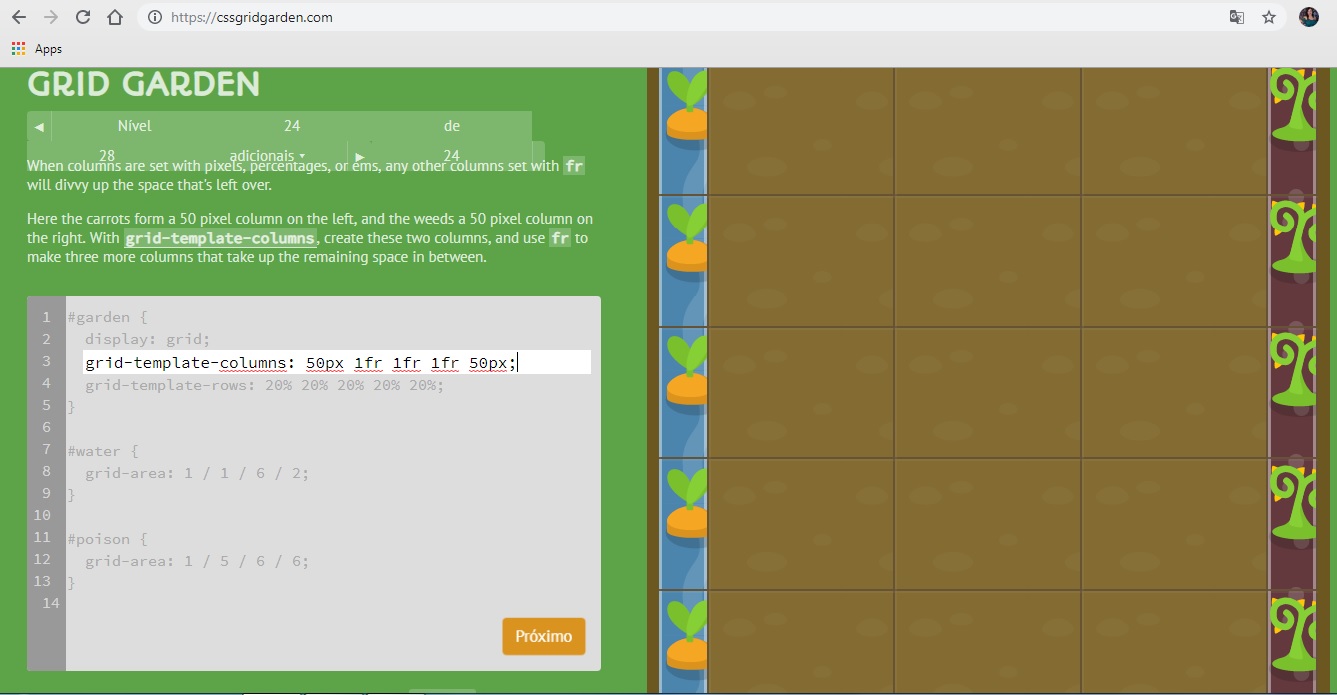 https://cssgridgarden.com
Apps
GRID GARDEN
◀ Nível 24 de
28 adicionais ▾ ▶ 24
When columns are set with pixels, percentages, or ems, any other columns set with fr
will divvy up the space that's left over.
Here the carrots form a 50 pixel column on the left, and the weeds a 50 pixel column on
the right. With grid-template-columns, create these two columns, and use fr to
make three more columns that take up the remaining space in between.
1 #garden {
2 display: grid;
3 grid-template-columns: 50px 1fr 1fr 1fr 50px;
4 grid-template-rows: 20% 20% 20% 20% 20%;
5 }
6
7 #water {
8 grid-area: 1 / 1 / 6 / 2;
9 }
10
11 #poison {
12 grid-area: 1 / 5 / 6 / 6;
13 }
14
Próximo